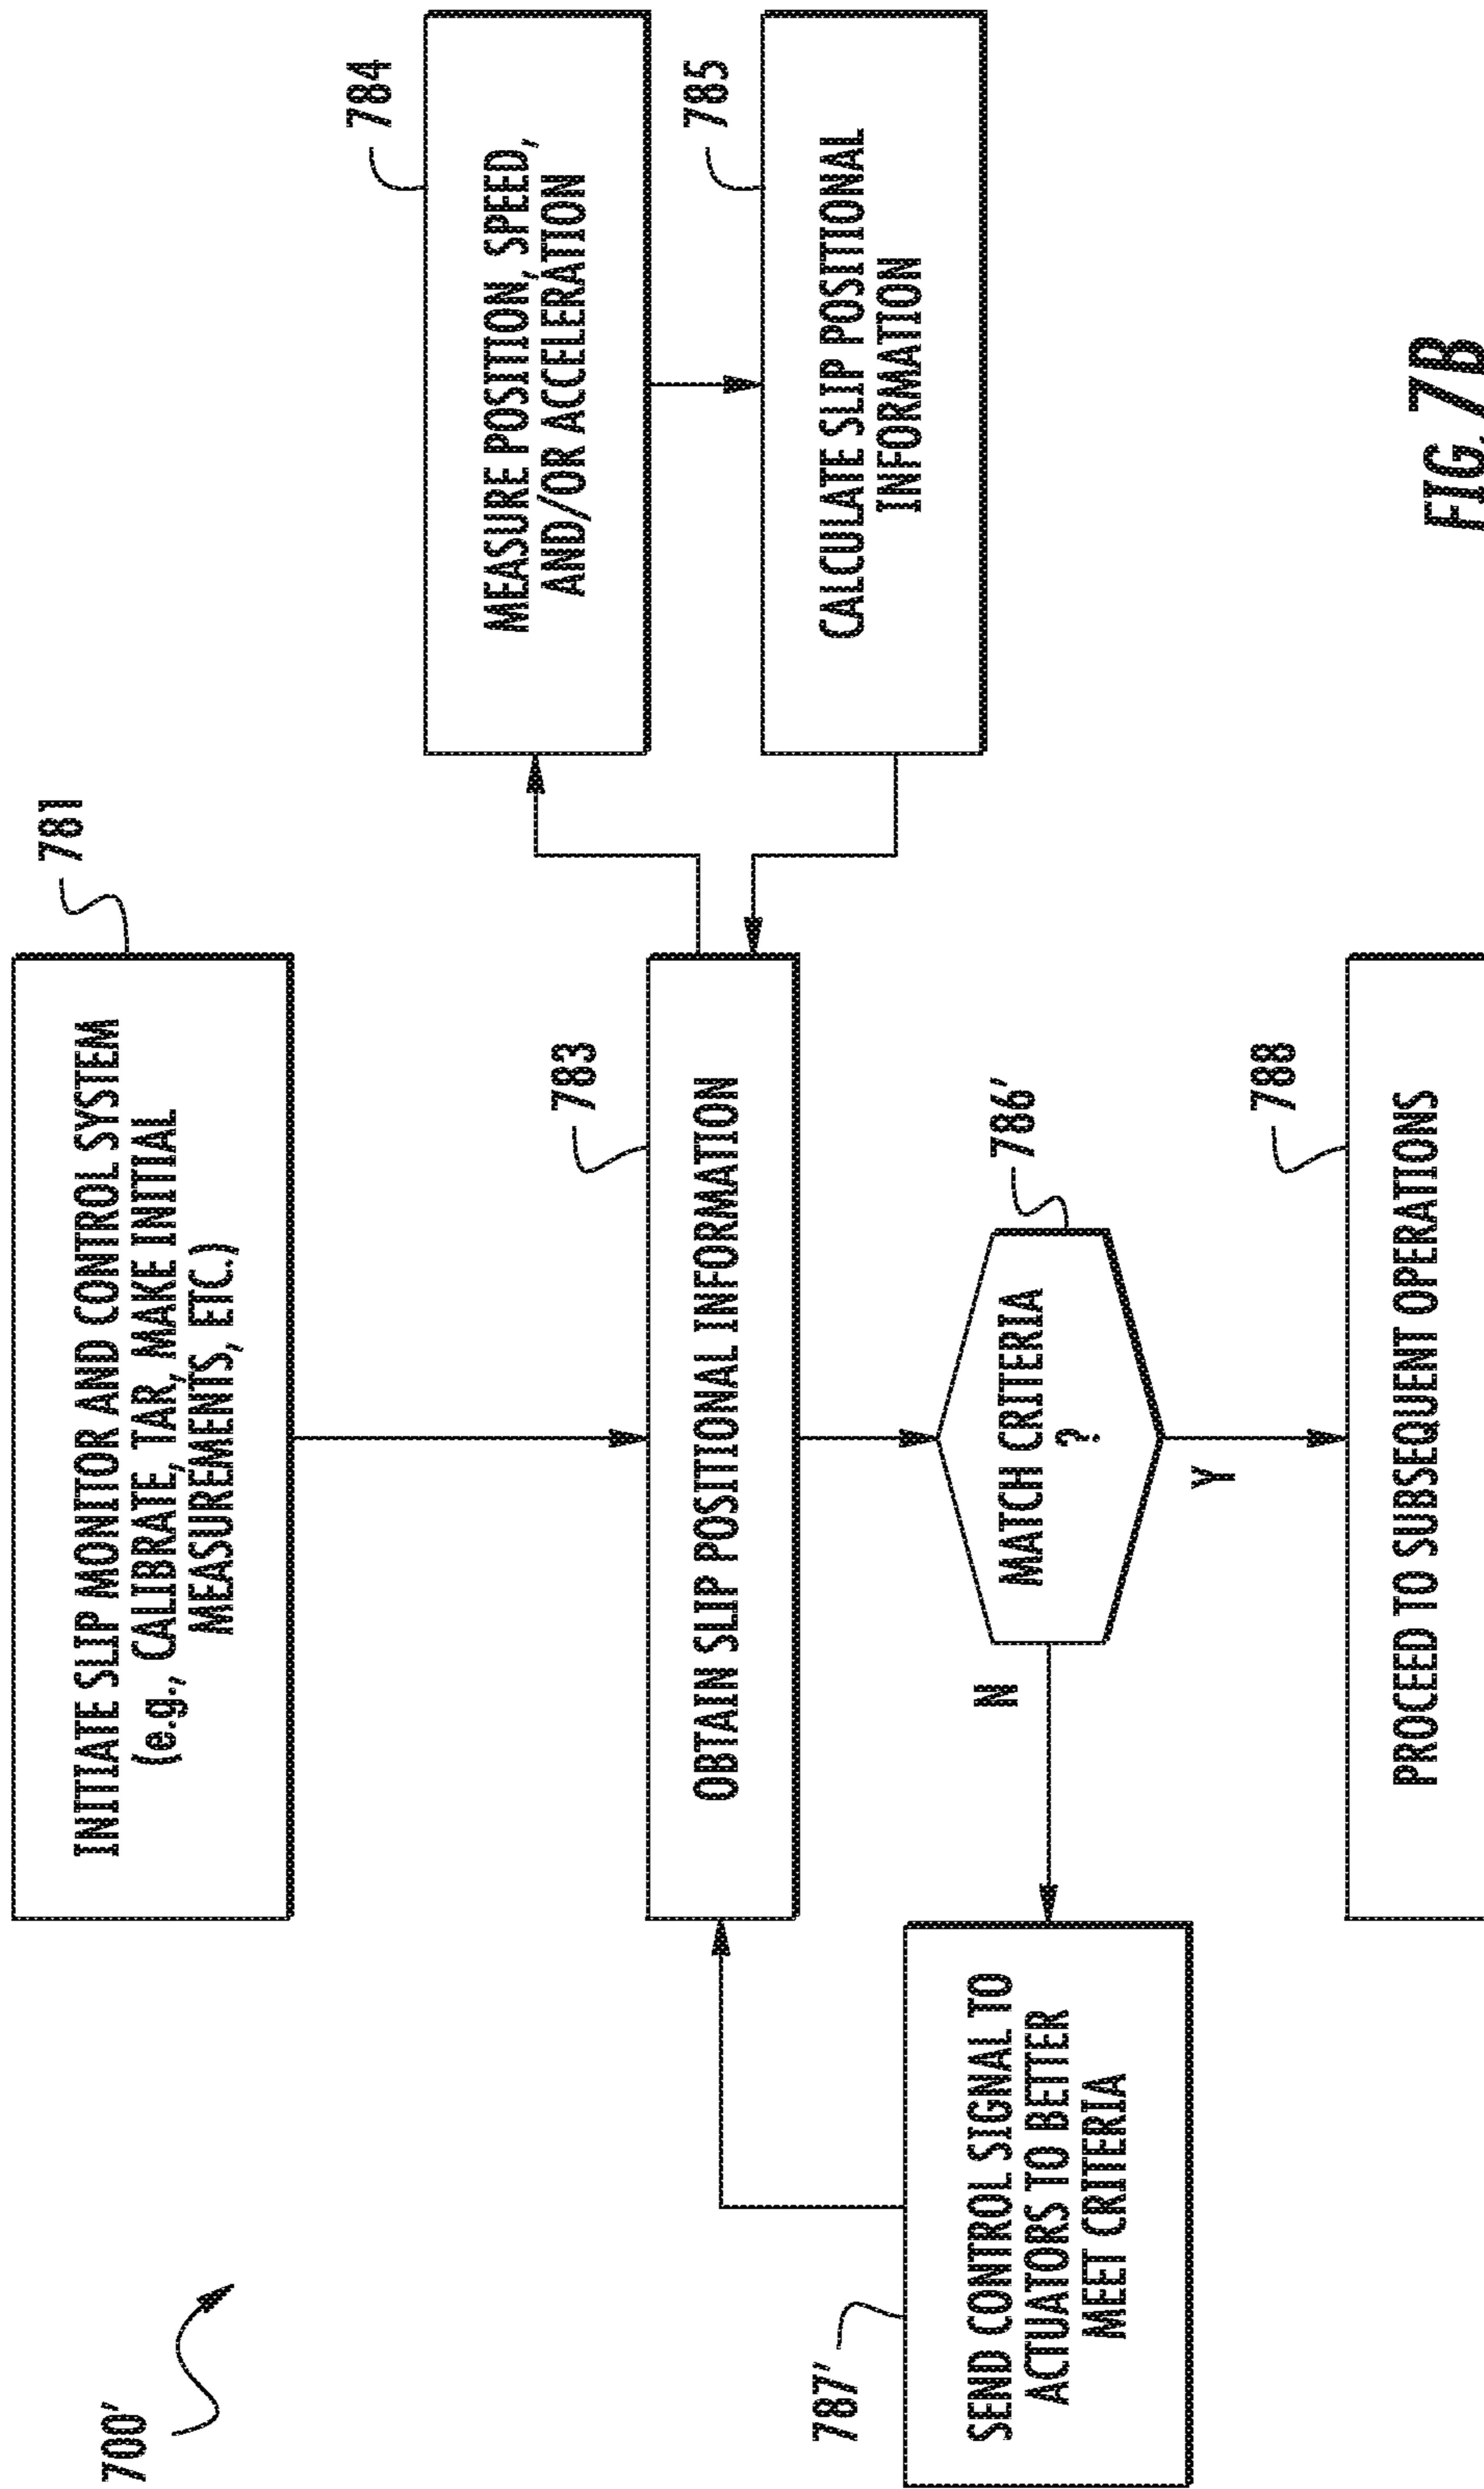 700'
781
INITIATE SLIP MONITOR AND CONTROL SYSTEM
(e.g., CALIBRATE, TAR, MAKE INITIAL
MEASUREMENTS, ETC.)
784
MEASURE POSITION, SPEED,
AND/OR ACCELERATION
783
OBTAIN SLIP POSITIONAL INFORMATION
785
CALCULATE SLIP POSITIONAL
INFORMATION
786'
MATCH CRITERIA
?
N
Y
787'
SEND CONTROL SIGNAL TO
ACTUATORS TO BETTER
MEET CRITERIA
788
PROCEED TO SUBSEQUENT OPERATIONS
FIG. 7B